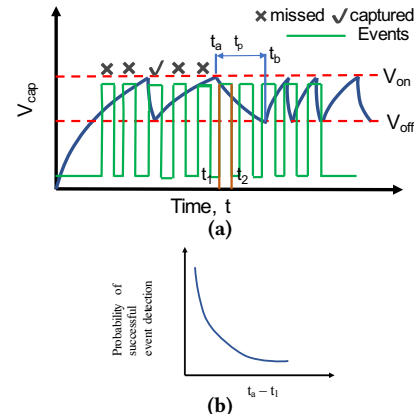 ✖ missed ✓ captured
Events
t_a t_p t_b
V_on
V_cap
V_off
t_1 t_2
Time, t
(a)
Probability of
successful
event detection
t_a – t_1
(b)